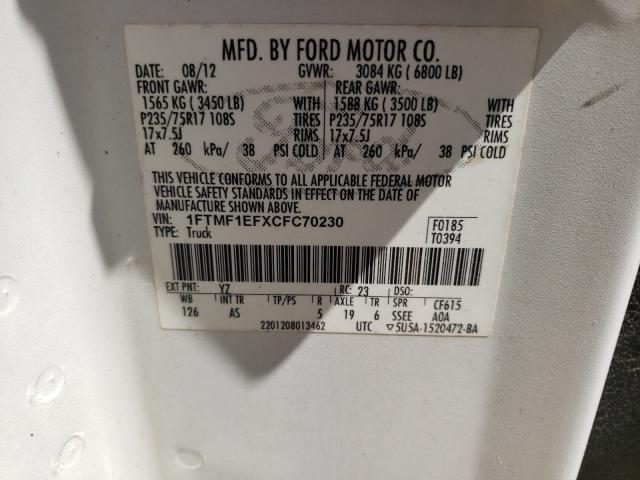 MFD. BY FORD MOTOR CO.
DATE: 08/12 GVWR: 3084 KG ( 6800 LB)
FRONT GAWR: REAR GAWR:
1565 KG ( 3450 LB) WITH 1588 KG ( 3500 LB) WITH
P235/75R17 108S TIRES P235/75R17 108S TIRES
17x7.5J RIMS 17x7.5J RIMS
AT 260 kPa/ 38 PSI COLD AT 260 kPa/ 38 PSI COLD
THIS VEHICLE CONFORMS TO ALL APPLICABLE FEDERAL MOTOR
VEHICLE SAFETY STANDARDS IN EFFECT ON THE DATE OF
MANUFACTURE SHOWN ABOVE.
VIN: 1FTMF1EFXCFC70230 F0185
TYPE: Truck T0394
EXT PNT: YZ RC: 23 DSO:
WB INT TR TP/PS R AXLE TR SPR CF615
126 AS 5 19 6 SSEE AOA
2201208013462 UTC ▽5U5A-1520472-BA